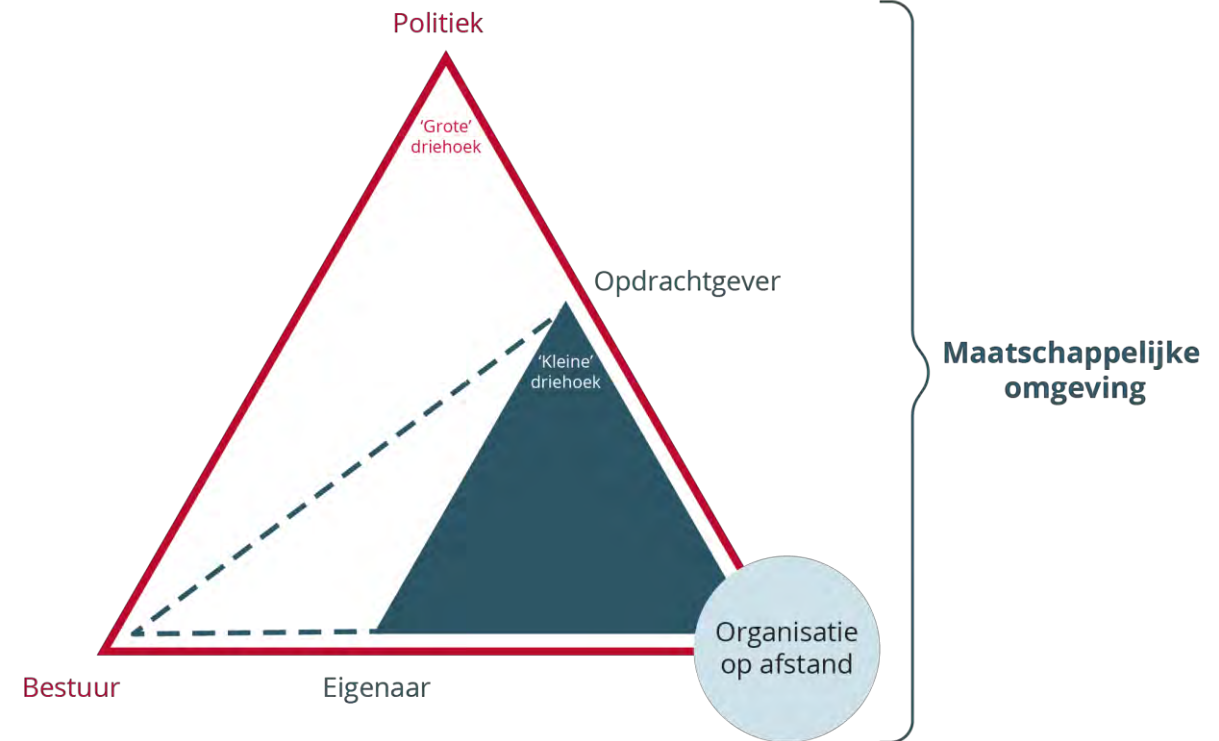 Politiek
‘Grote’
driehoek
Opdrachtgever
‘Kleine’
driehoek
Maatschappelijke
omgeving
Organisatie
op afstand
Bestuur
Eigenaar